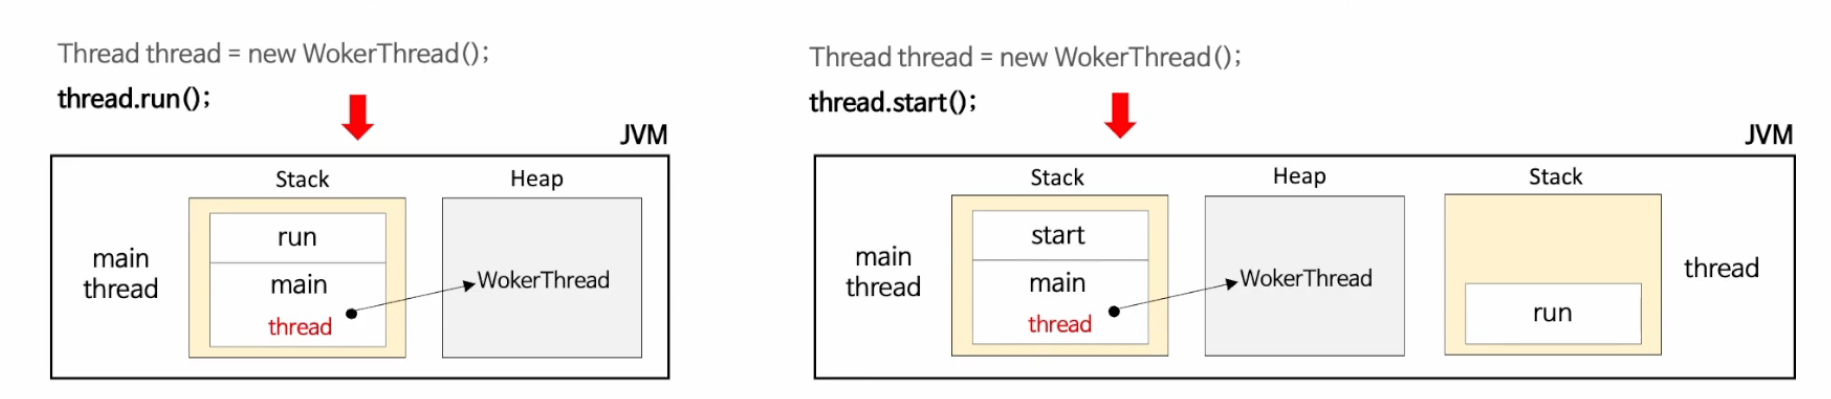 Thread thread = new WokerThread();
thread.run();
JVM
Stack
Heap
run
main
thread
main
thread
WokerThread
Thread thread = new WokerThread();
thread.start();
JVM
Stack
Heap
Stack
start
main
thread
main
thread
WokerThread
run
thread